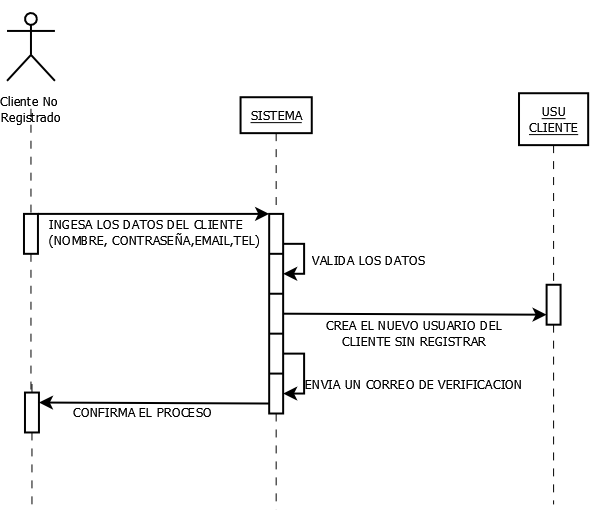 Cliente No
Registrado
SISTEMA
USU
CLIENTE
INGESA LOS DATOS DEL CLIENTE
(NOMBRE, CONTRASEÑA,EMAIL,TEL)
VALIDA LOS DATOS
CREA EL NUEVO USUARIO DEL
CLIENTE SIN REGISTRAR
ENVIA UN CORREO DE VERIFICACION
CONFIRMA EL PROCESO